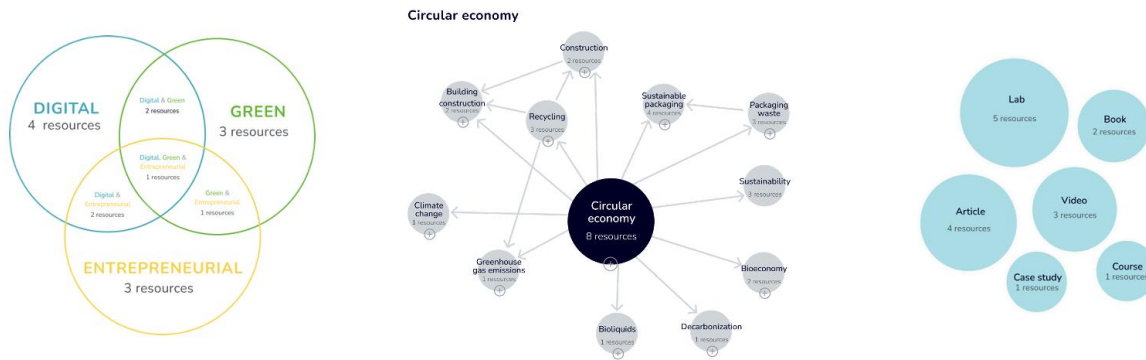 DIGITAL
4 resources
Digital & Green
2 resources
GREEN
3 resources
Digital, Green &
Entrepreneurial
1 resources
Digital &
Entrepreneurial
2 resources
Green &
Entrepreneurial
1 resources
ENTREPRENEURIAL
3 resources
Circular economy
Construction
2 resources
Building
construction
2 resources
Recycling
3 resources
Sustainable
packaging
4 resources
Packaging
waste
3 resources
Sustainability
3 resources
Climate
change
1 resources
Circular
economy
8 resources
Greenhouse
gas emissions
1 resources
Bioeconomy
2 resources
Bioliquids
1 resources
Decarbonization
1 resources
Lab
5 resources
Book
2 resources
Article
4 resources
Video
3 resources
Case study
1 resources
Course
1 resources